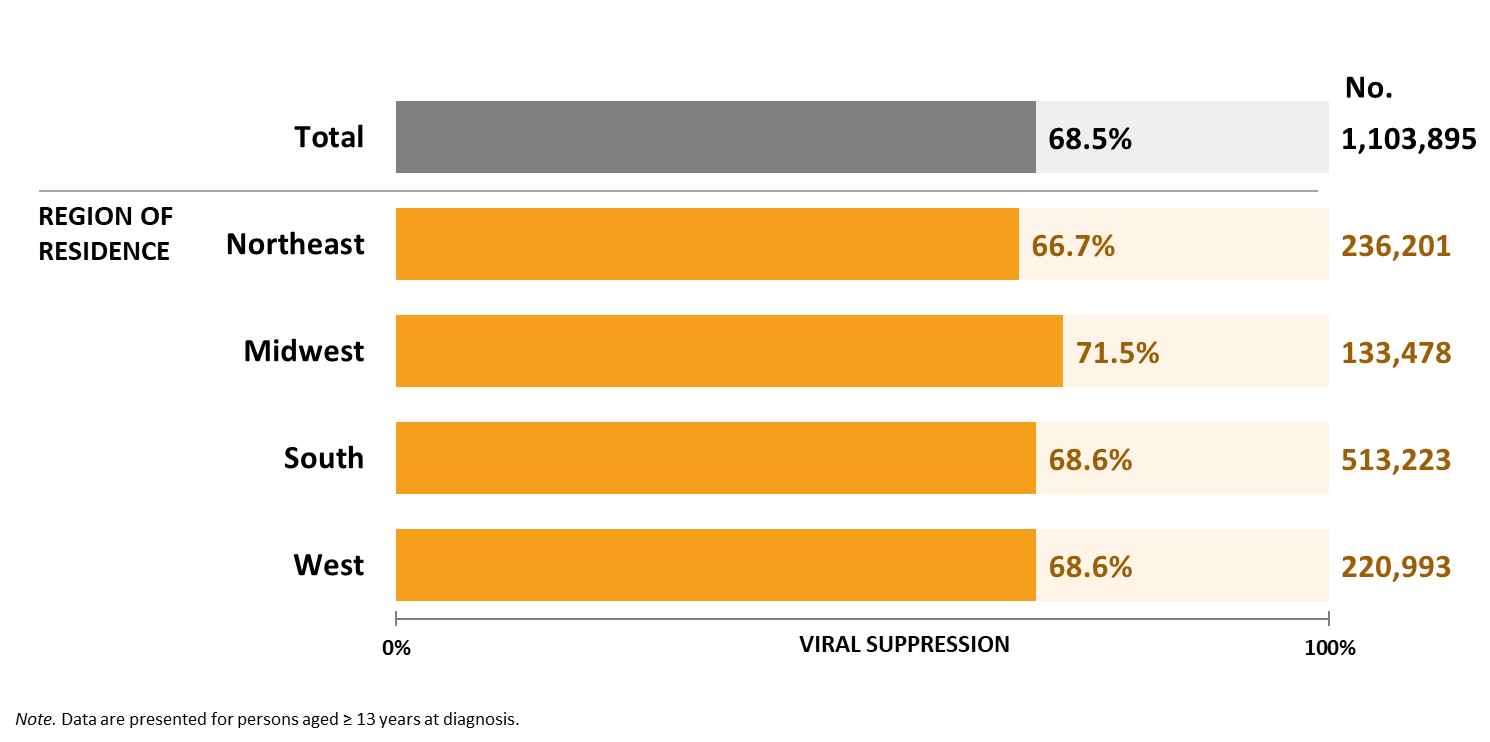 No.
Total 68.5% 1,103,895
REGION OF
RESIDENCE
Northeast 66.7% 236,201
Midwest 71.5% 133,478
South 68.6% 513,223
West 68.6% 220,993
0% VIRAL SUPPRESSION 100%
Note. Data are presented for persons aged ≥ 13 years at diagnosis.